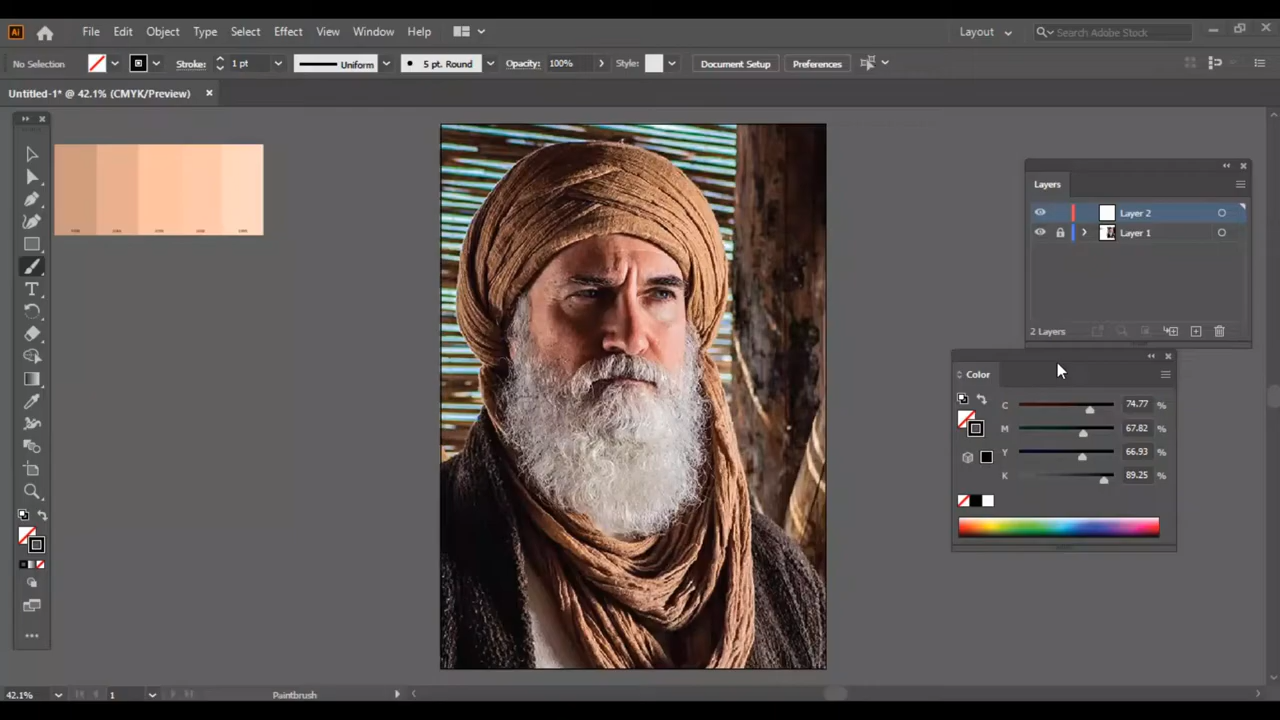 Ai File Edit Object Type Select Effect View Window Help Layout Search Adobe Stock
No Selection Stroke: 1 pt Uniform 5 pt. Round Opacity: 100% Style: Document Setup Preferences
Untitled-1* @ 42.1% (CMYK/Preview)
Layers
Layer 2
Layer 1
2 Layers
Color
C 74.77 %
M 67.82 %
Y 66.93 %
K 89.25 %
42.1% 1 Paintbrush